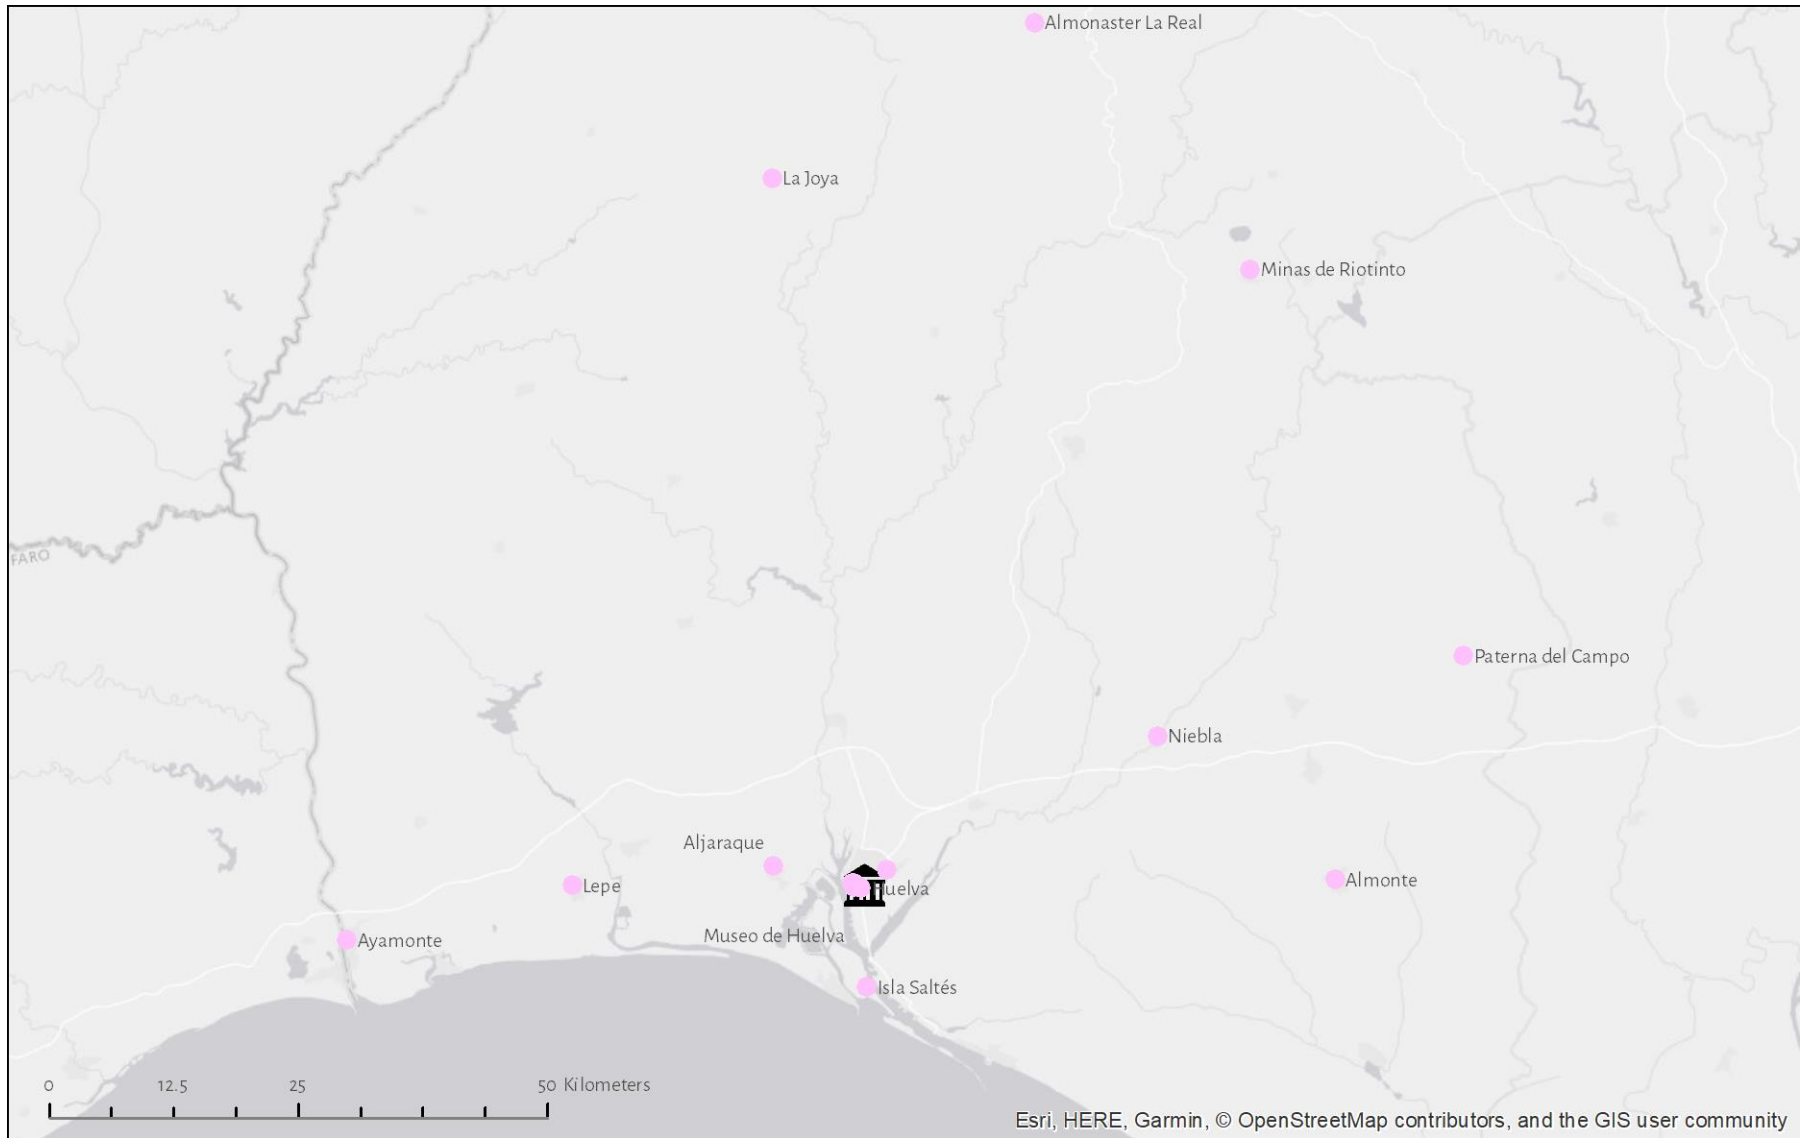 Almonaster La Real
La Joya
Minas de Riotinto
FARO
Paterna del Campo
Niebla
Aljaraque
Lepe
Huelva
Almonte
Museo de Huelva
Ayamonte
Isla Saltés
0 12.5 25 50 Kilometers
Esri, HERE, Garmin, © OpenStreetMap contributors, and the GIS user community